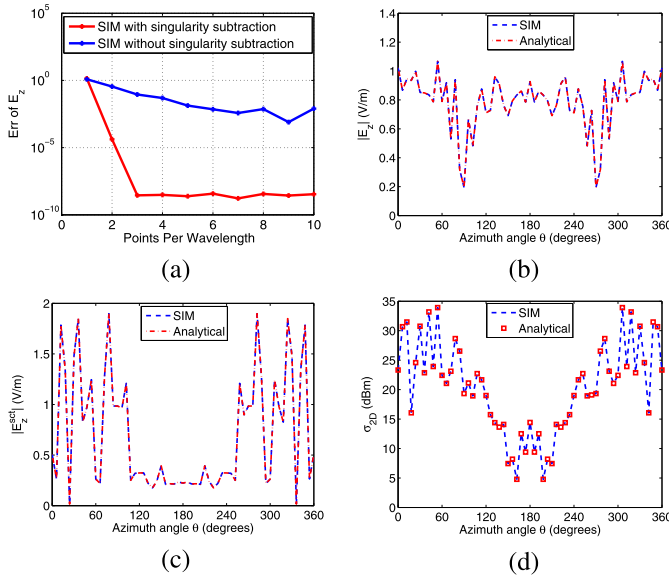 10^5
10^0
10^-5
10^-10
Err of E_z
SIM with singularity subtraction
SIM without singularity subtraction
0 2 4 6 8 10
Points Per Wavelength
(a)
1.4
1.2
1
0.8
0.6
0.4
0.2
0
|E_z| (V/m)
SIM
Analytical
0 60 120 180 240 300 360
Azimuth angle θ (degrees)
(b)
2
1.5
1
0.5
0
|E_z^sct| (V/m)
SIM
Analytical
0 60 120 180 240 300 360
Azimuth angle θ (degrees)
(c)
35
30
25
20
15
10
5
0
σ_2D (dBm)
SIM
Analytical
0 60 120 180 240 300 360
Azimuth angle θ (degrees)
(d)